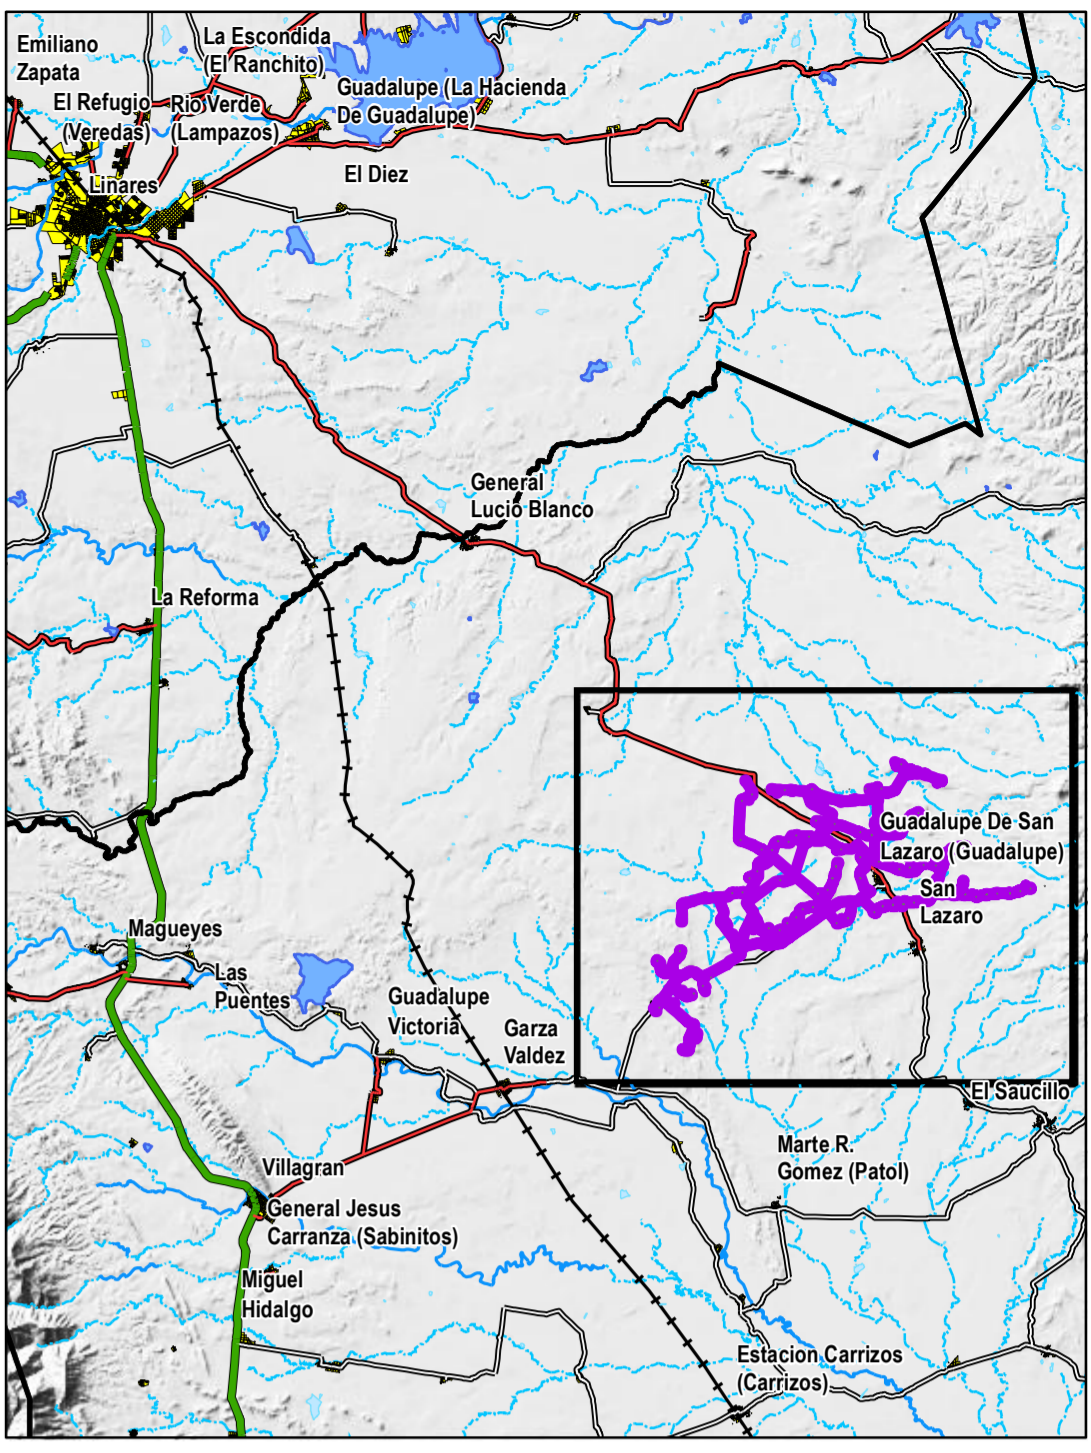 Emiliano
Zapata
La Escondida
(El Ranchito)
El Refugio
(Veredas)
Rio Verde
(Lampazos)
Guadalupe (La Hacienda
De Guadalupe)
Linares
El Diez
General
Lucio Blanco
La Reforma
Guadalupe De San
Lazaro (Guadalupe)
San
Lazaro
Magueyes
Las
Puentes
Guadalupe
Victoria
Garza
Valdez
El Saucillo
Marte R.
Gomez (Patol)
Villagran
General Jesus
Carranza (Sabinitos)
Miguel
Hidalgo
Estacion Carrizos
(Carrizos)